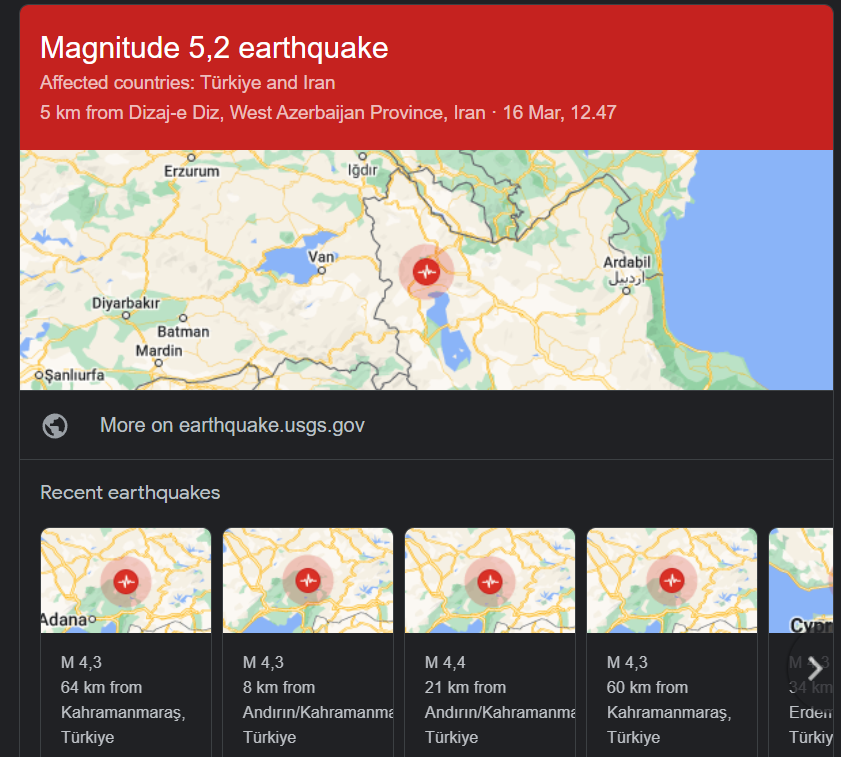 Magnitude 5,2 earthquake
Affected countries: Türkiye and Iran
5 km from Dizaj-e Diz, West Azerbaijan Province, Iran · 16 Mar, 12.47
Erzurum
Iğdır
Van
Ardabil
اردبیل
Diyarbakır
Batman
Mardin
Şanlıurfa
More on earthquake.usgs.gov
Recent earthquakes
Adana
Cypr
M 4,3
64 km from
Kahramanmaraş,
Türkiye
M 4,3
8 km from
Andırın/Kahramanma
Türkiye
M 4,4
21 km from
Andırın/Kahramanma
Türkiye
M 4,3
60 km from
Kahramanmaraş,
Türkiye
34 km
Erdem
Türkiy